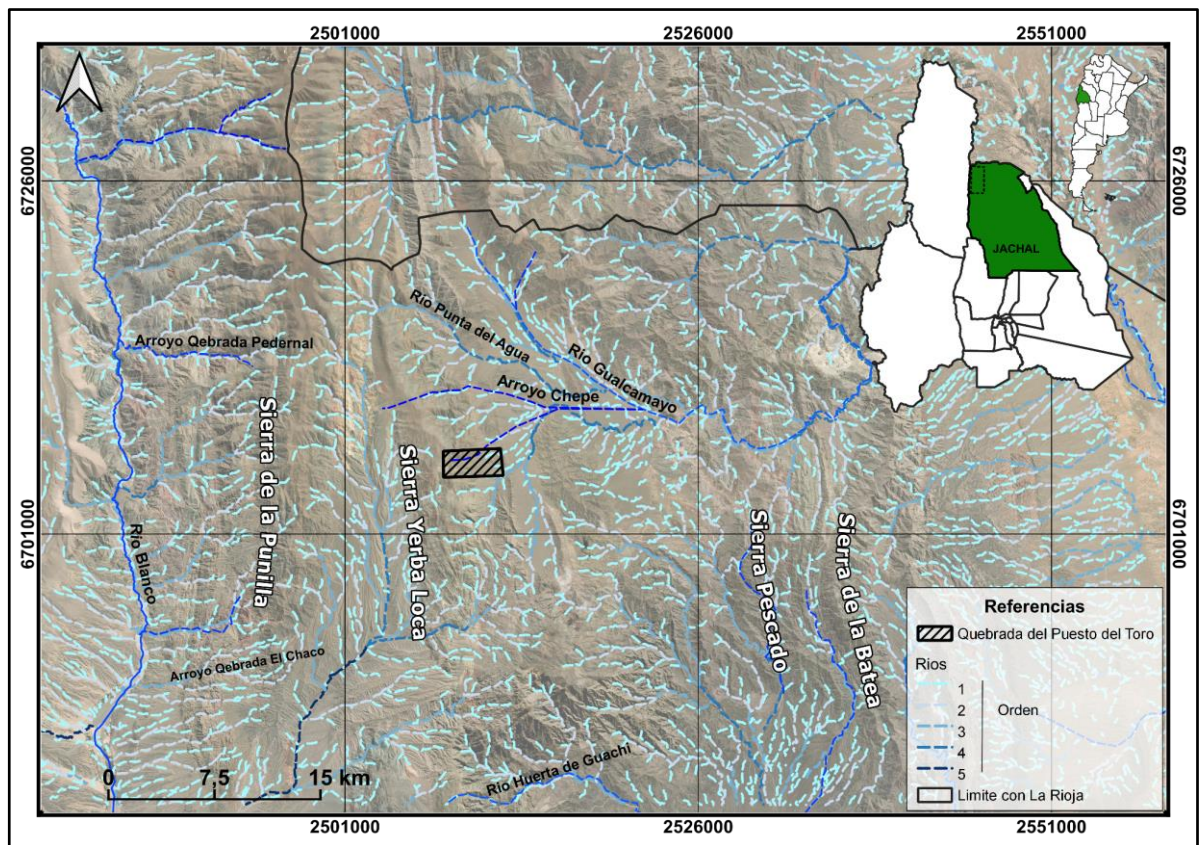 2501000
2526000
2551000
6726000
6726000
JACHAL
Río Punta del Agua
Río Gualcamayo
Arroyo Qebrada Pedernal
Arroyo Chepe
Sierra de la Punilla
Sierra Yerba Loca
6701000
6701000
Río Blanco
Sierra Pescado
Sierra de la Batea
Arroyo Qebrada El Chaco
Río Huerta de Guachi
0
7,5
15 km
Referencias
Quebrada del Puesto del Toro
Rios
1
2
3
4
5
Orden
Limite con La Rioja
2501000
2526000
2551000